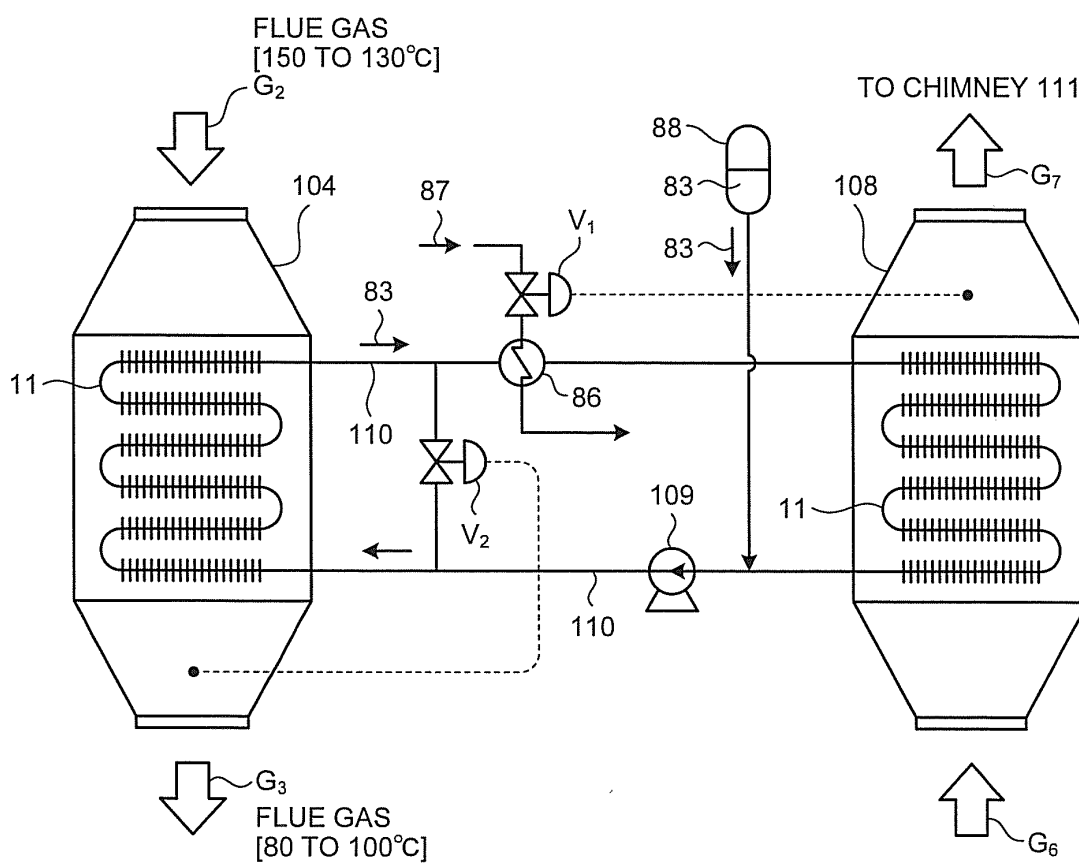 FLUE GAS
[150 TO 130℃]
G2
TO CHIMNEY 111
88
83
G7
104
87
V1
83
108
83
11
110
86
109
11
V2
110
G3
FLUE GAS
[80 TO 100℃]
G6